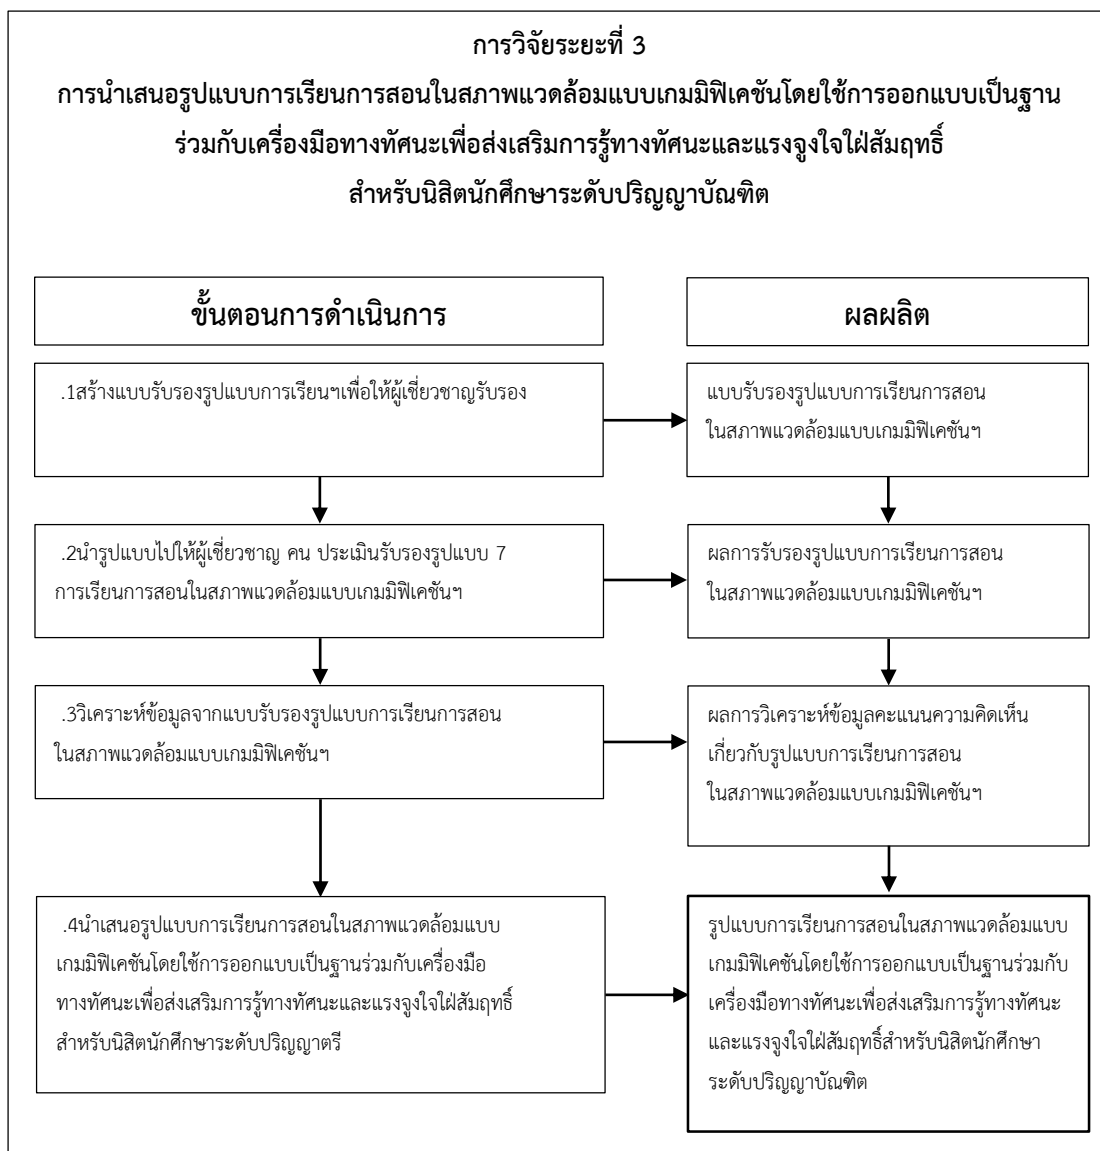 การวิจัยระยะที่ 3
การนำเสนอรูปแบบการเรียนการสอนในสภาพแวดล้อมแบบเกมมิฟิเคชันโดยใช้การออกแบบเป็นฐาน
ร่วมกับเครื่องมือทางทัศนะเพื่อส่งเสริมการรู้ทางทัศนะและแรงจูงใจใฝ่สัมฤทธิ์
สำหรับนิสิตนักศึกษาระดับปริญญาบัณฑิต
ขั้นตอนการดำเนินการ
ผลผลิต
.1สร้างแบบรับรองรูปแบบการเรียนฯเพื่อให้ผู้เชี่ยวชาญรับรอง
แบบรับรองรูปแบบการเรียนการสอน
ในสภาพแวดล้อมแบบเกมมิฟิเคชันฯ
.2นำรูปแบบไปให้ผู้เชี่ยวชาญ คน ประเมินรับรองรูปแบบ 7
การเรียนการสอนในสภาพแวดล้อมแบบเกมมิฟิเคชันฯ
ผลการรับรองรูปแบบการเรียนการสอน
ในสภาพแวดล้อมแบบเกมมิฟิเคชันฯ
.3วิเคราะห์ข้อมูลจากแบบรับรองรูปแบบการเรียนการสอน
ในสภาพแวดล้อมแบบเกมมิฟิเคชันฯ
ผลการวิเคราะห์ข้อมูลคะแนนความคิดเห็น
เกี่ยวกับรูปแบบการเรียนการสอน
ในสภาพแวดล้อมแบบเกมมิฟิเคชันฯ
.4นำเสนอรูปแบบการเรียนการสอนในสภาพแวดล้อมแบบ
เกมมิฟิเคชันโดยใช้การออกแบบเป็นฐานร่วมกับเครื่องมือ
ทางทัศนะเพื่อส่งเสริมการรู้ทางทัศนะและแรงจูงใจใฝ่สัมฤทธิ์
สำหรับนิสิตนักศึกษาระดับปริญญาตรี
รูปแบบการเรียนการสอนในสภาพแวดล้อมแบบ
เกมมิฟิเคชันโดยใช้การออกแบบเป็นฐานร่วมกับ
เครื่องมือทางทัศนะเพื่อส่งเสริมการรู้ทางทัศนะ
และแรงจูงใจใฝ่สัมฤทธิ์สำหรับนิสิตนักศึกษา
ระดับปริญญาบัณฑิต